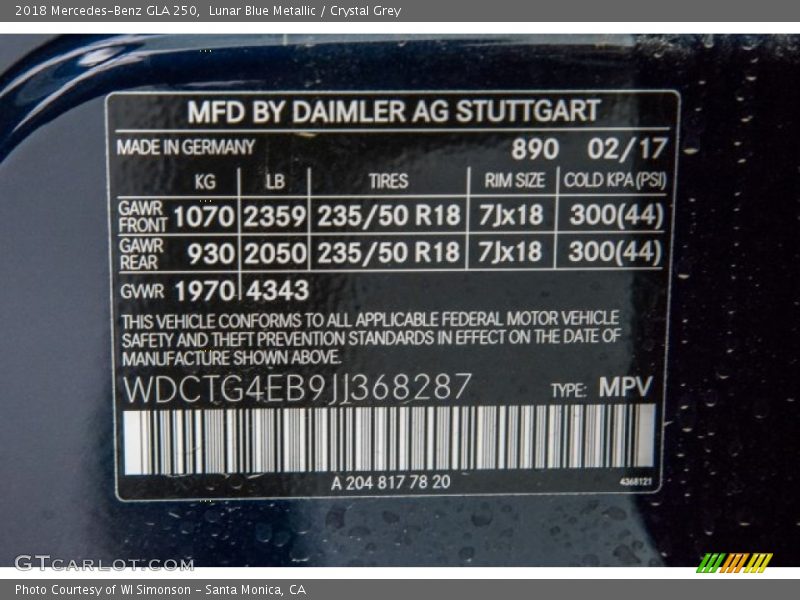 2018 Mercedes-Benz GLA 250,  Lunar Blue Metallic / Crystal Grey
MFD BY DAIMLER AG STUTTGART
MADE IN GERMANY 890 02/17
KG LB TIRES RIM SIZE COLD KPA (PSI)
GAWR FRONT 1070 2359 235/50 R18 7Jx18 300(44)
GAWR REAR 930 2050 235/50 R18 7Jx18 300(44)
GVWR 1970 4343
THIS VEHICLE CONFORMS TO ALL APPLICABLE FEDERAL MOTOR VEHICLE
SAFETY AND THEFT PREVENTION STANDARDS IN EFFECT ON THE DATE OF
MANUFACTURE SHOWN ABOVE.
WDCTG4EB9JJ368287 TYPE: MPV
A 204 817 78 20 4368121
GTCARLOT.COM
Photo Courtesy of WI Simonson - Santa Monica, CA